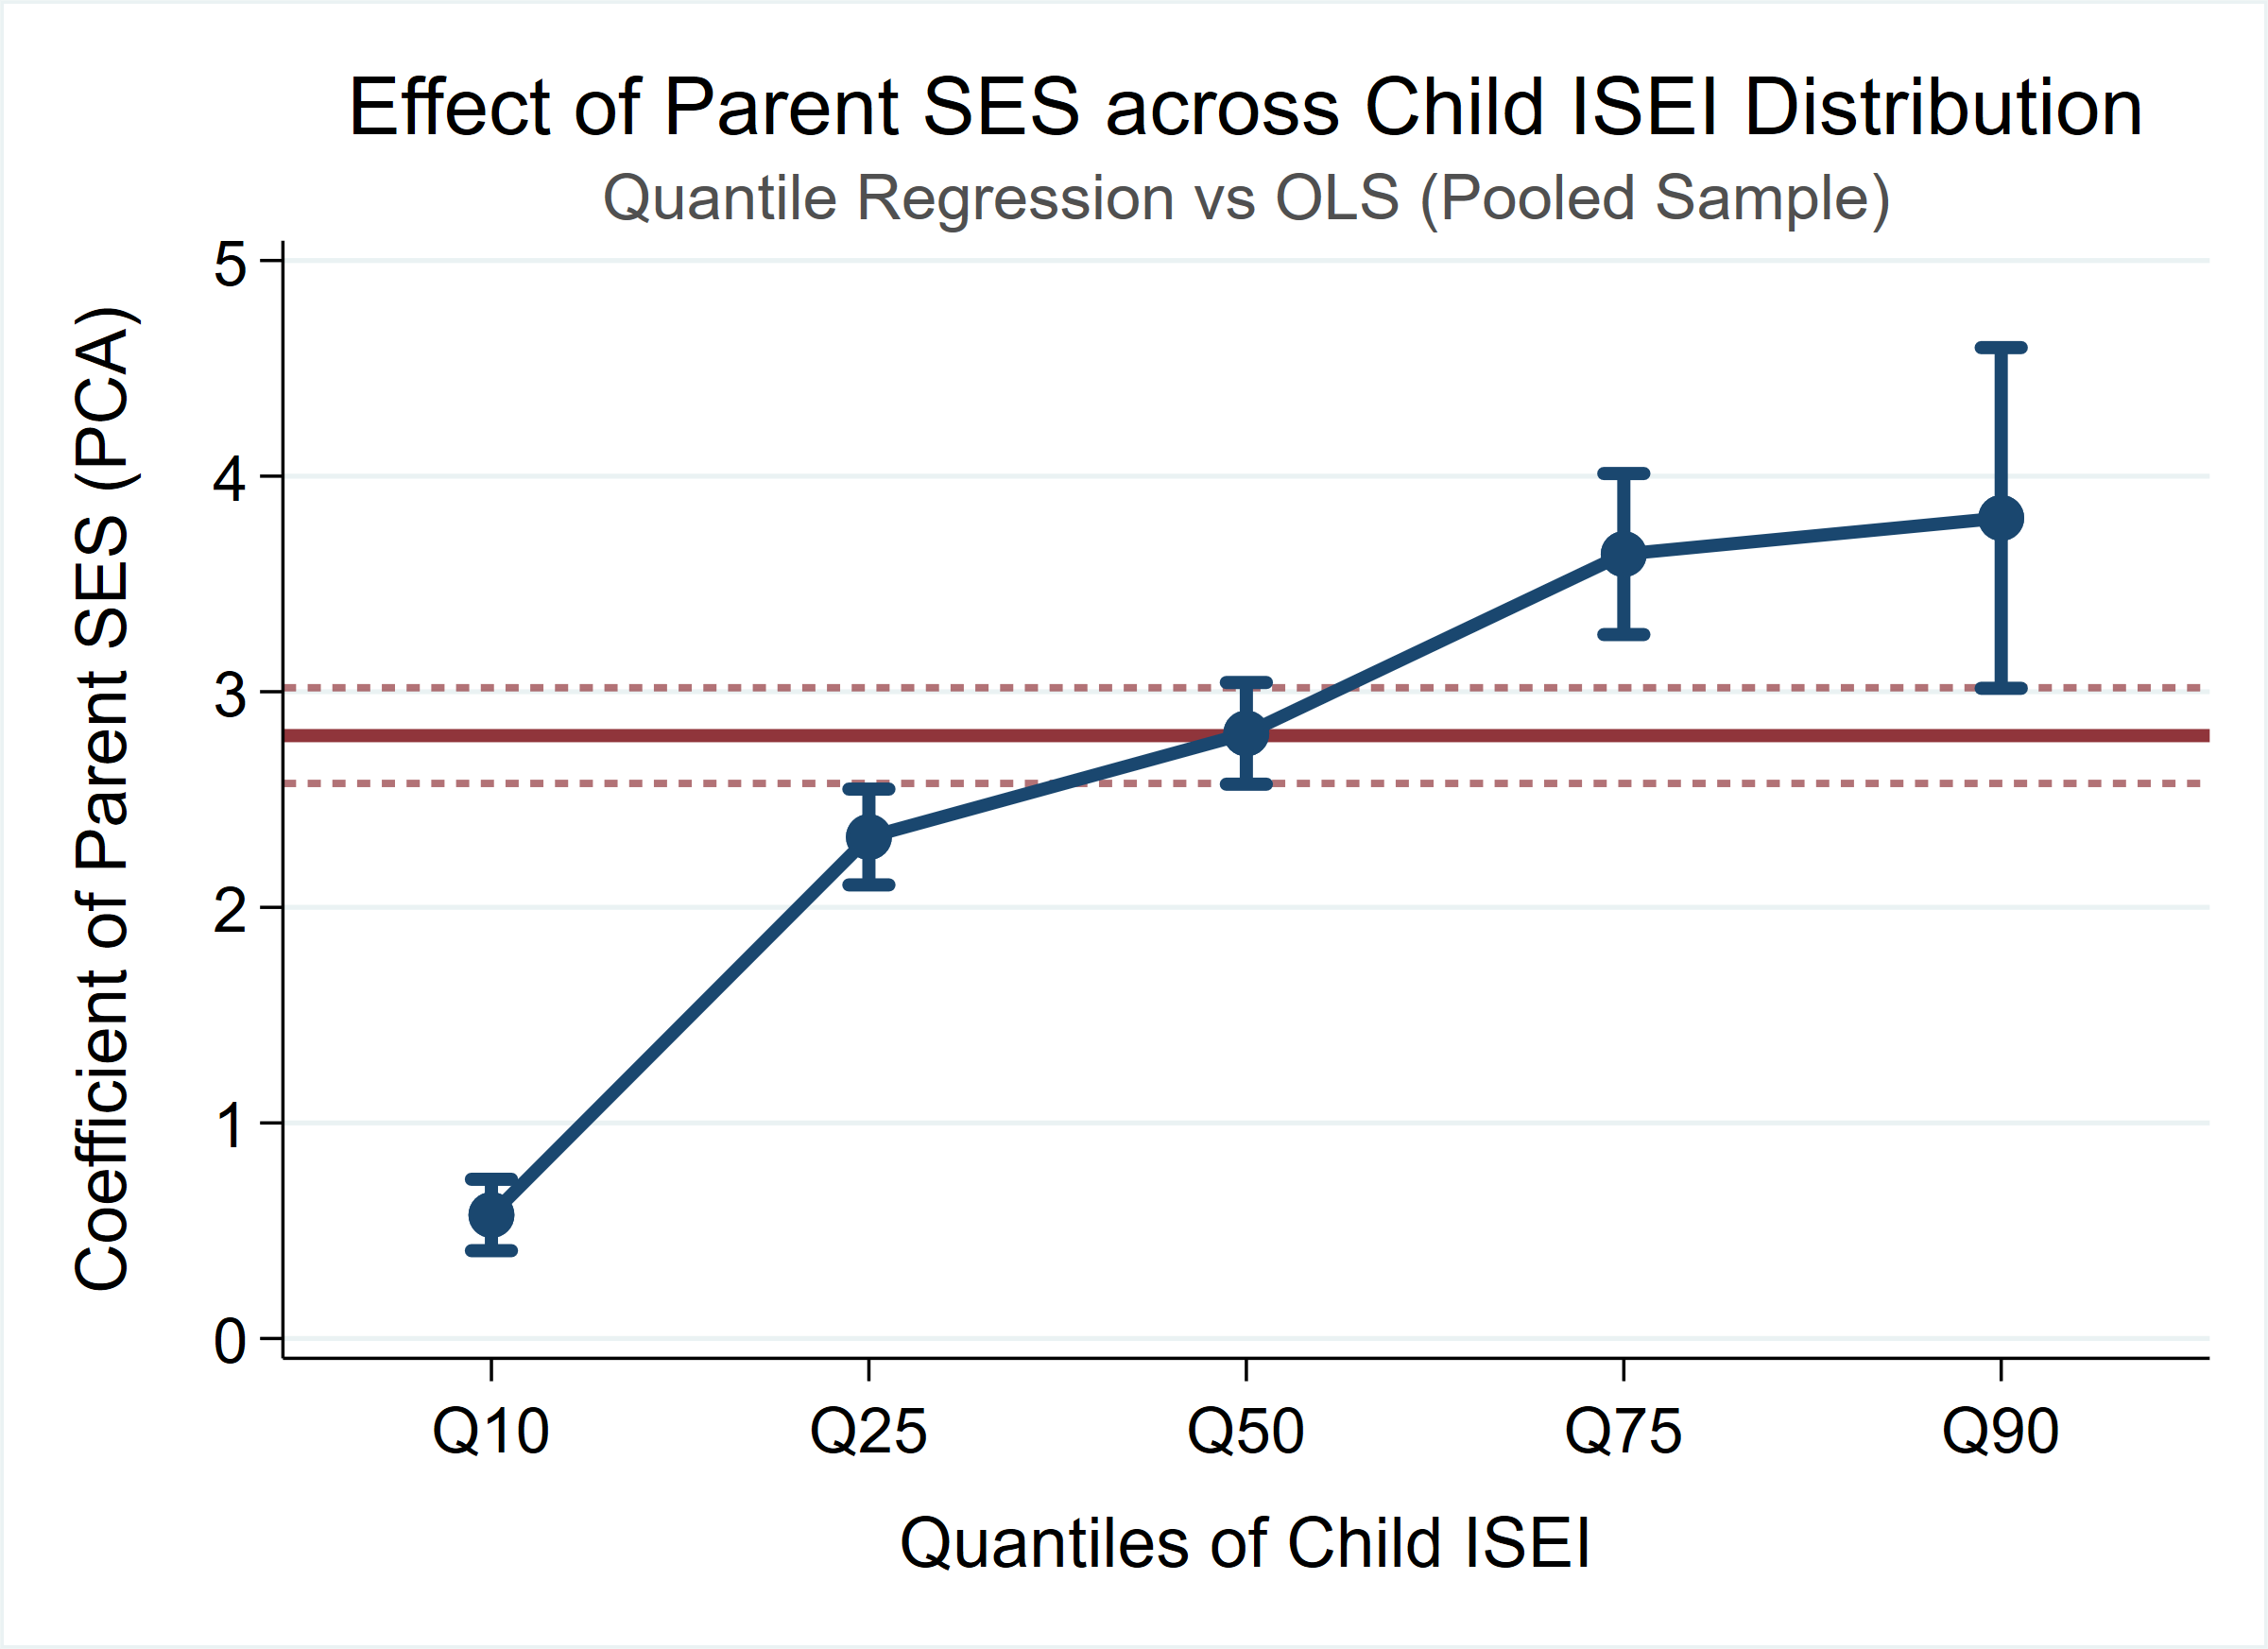 Effect of Parent SES across Child ISEI Distribution
Quantile Regression vs OLS (Pooled Sample)
Coefficient of Parent SES (PCA)
5
4
3
2
1
0
Q10 Q25 Q50 Q75 Q90
Quantiles of Child ISEI